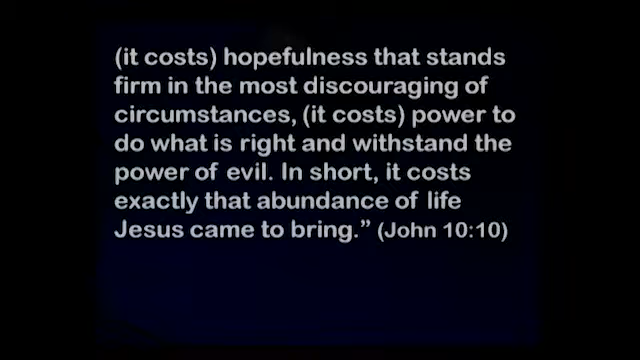 (it costs) hopefulness that stands
firm in the most discouraging of
circumstances, (it costs) power to
do what is right and withstand the
power of evil. In short, it costs
exactly that abundance of life
Jesus came to bring.” (John 10:10)